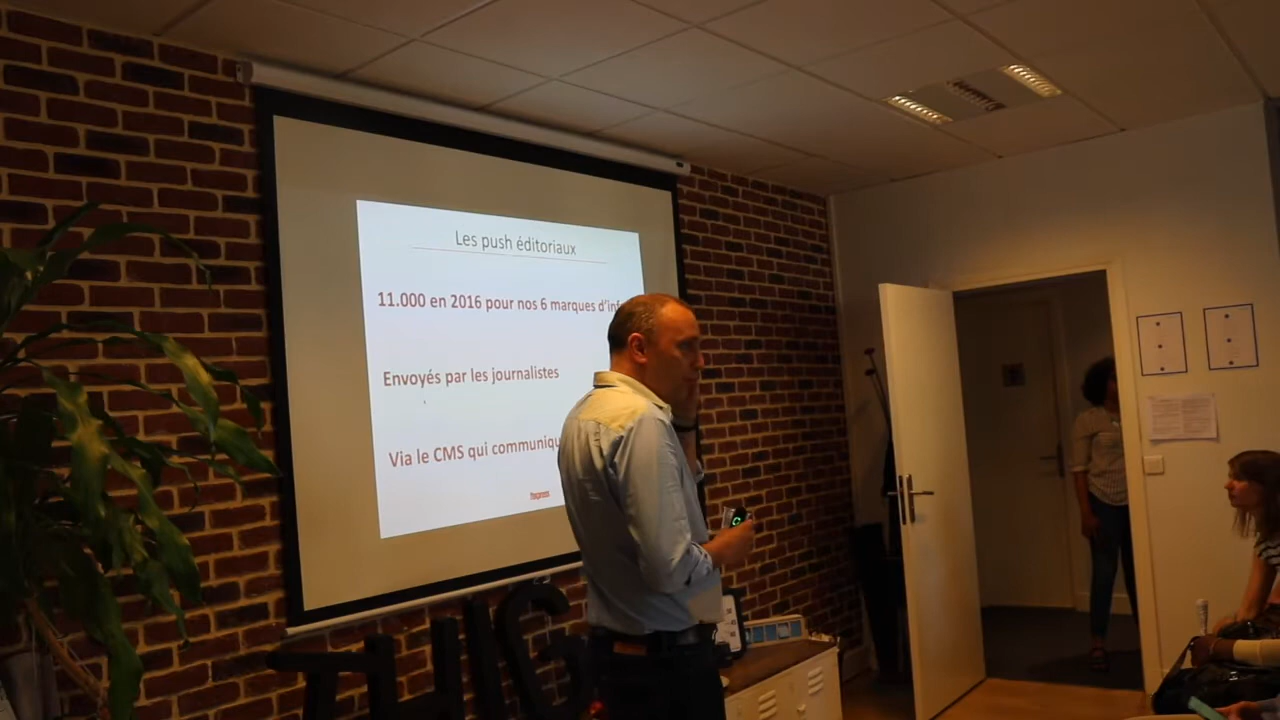 Les push éditoriaux
11.000 en 2016 pour nos 6 marques d'inf
Envoyés par les journalistes
Via le CMS qui communiqu